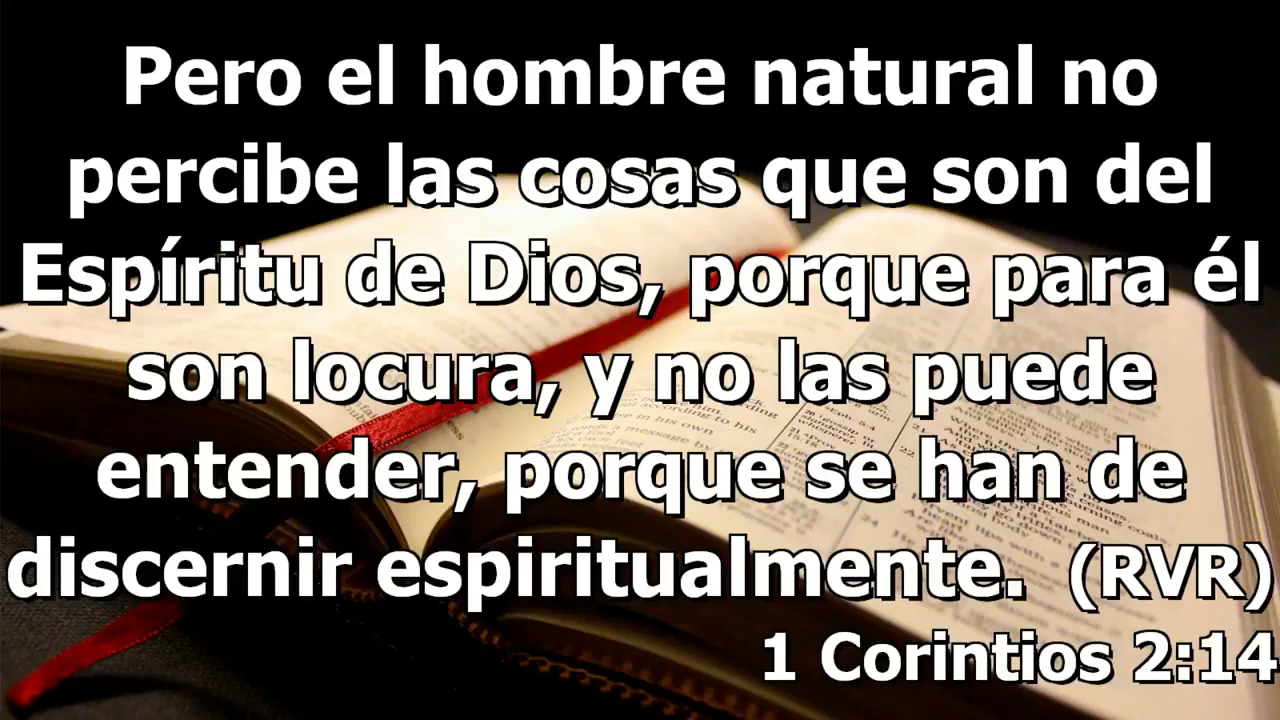 Pero el hombre natural no
percibe las cosas que son del
Espíritu de Dios, porque para él
son locura, y no las puede
entender, porque se han de
discernir espiritualmente. (RVR)
1 Corintios 2:14